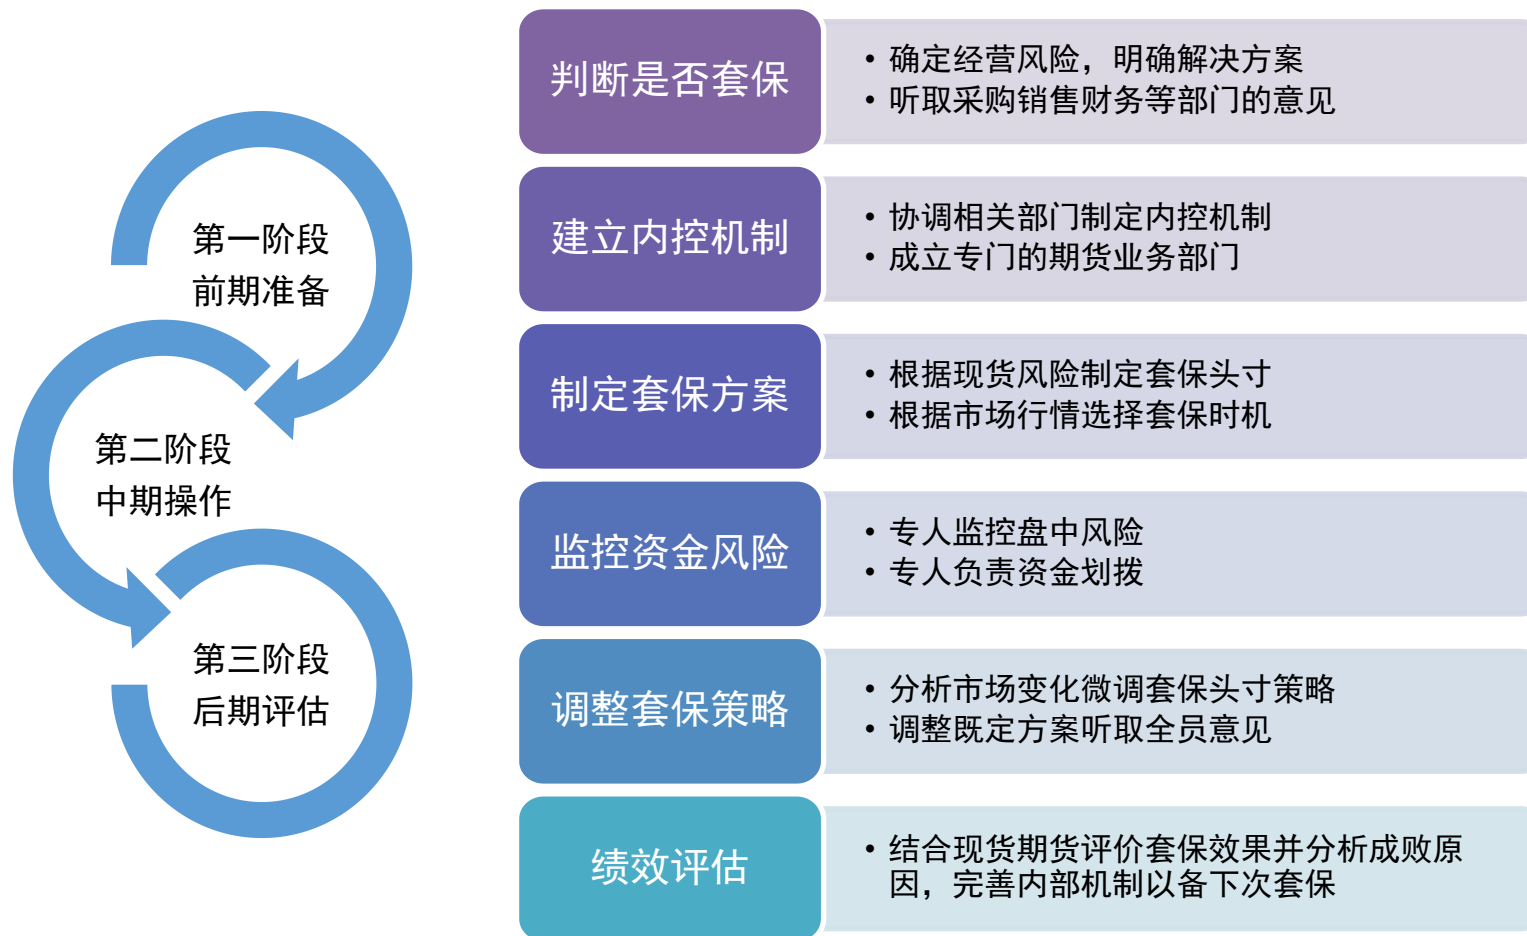 第一阶段
前期准备
第二阶段
中期操作
第三阶段
后期评估
判断是否套保
• 确定经营风险，明确解决方案
• 听取采购销售财务等部门的意见
建立内控机制
• 协调相关部门制定内控机制
• 成立专门的期货业务部门
制定套保方案
• 根据现货风险制定套保头寸
• 根据市场行情选择套保时机
监控资金风险
• 专人监控盘中风险
• 专人负责资金划拨
调整套保策略
• 分析市场变化微调套保头寸策略
• 调整既定方案听取全员意见
绩效评估
• 结合现货期货评价套保效果并分析成败原
因，完善内部机制以备下次套保